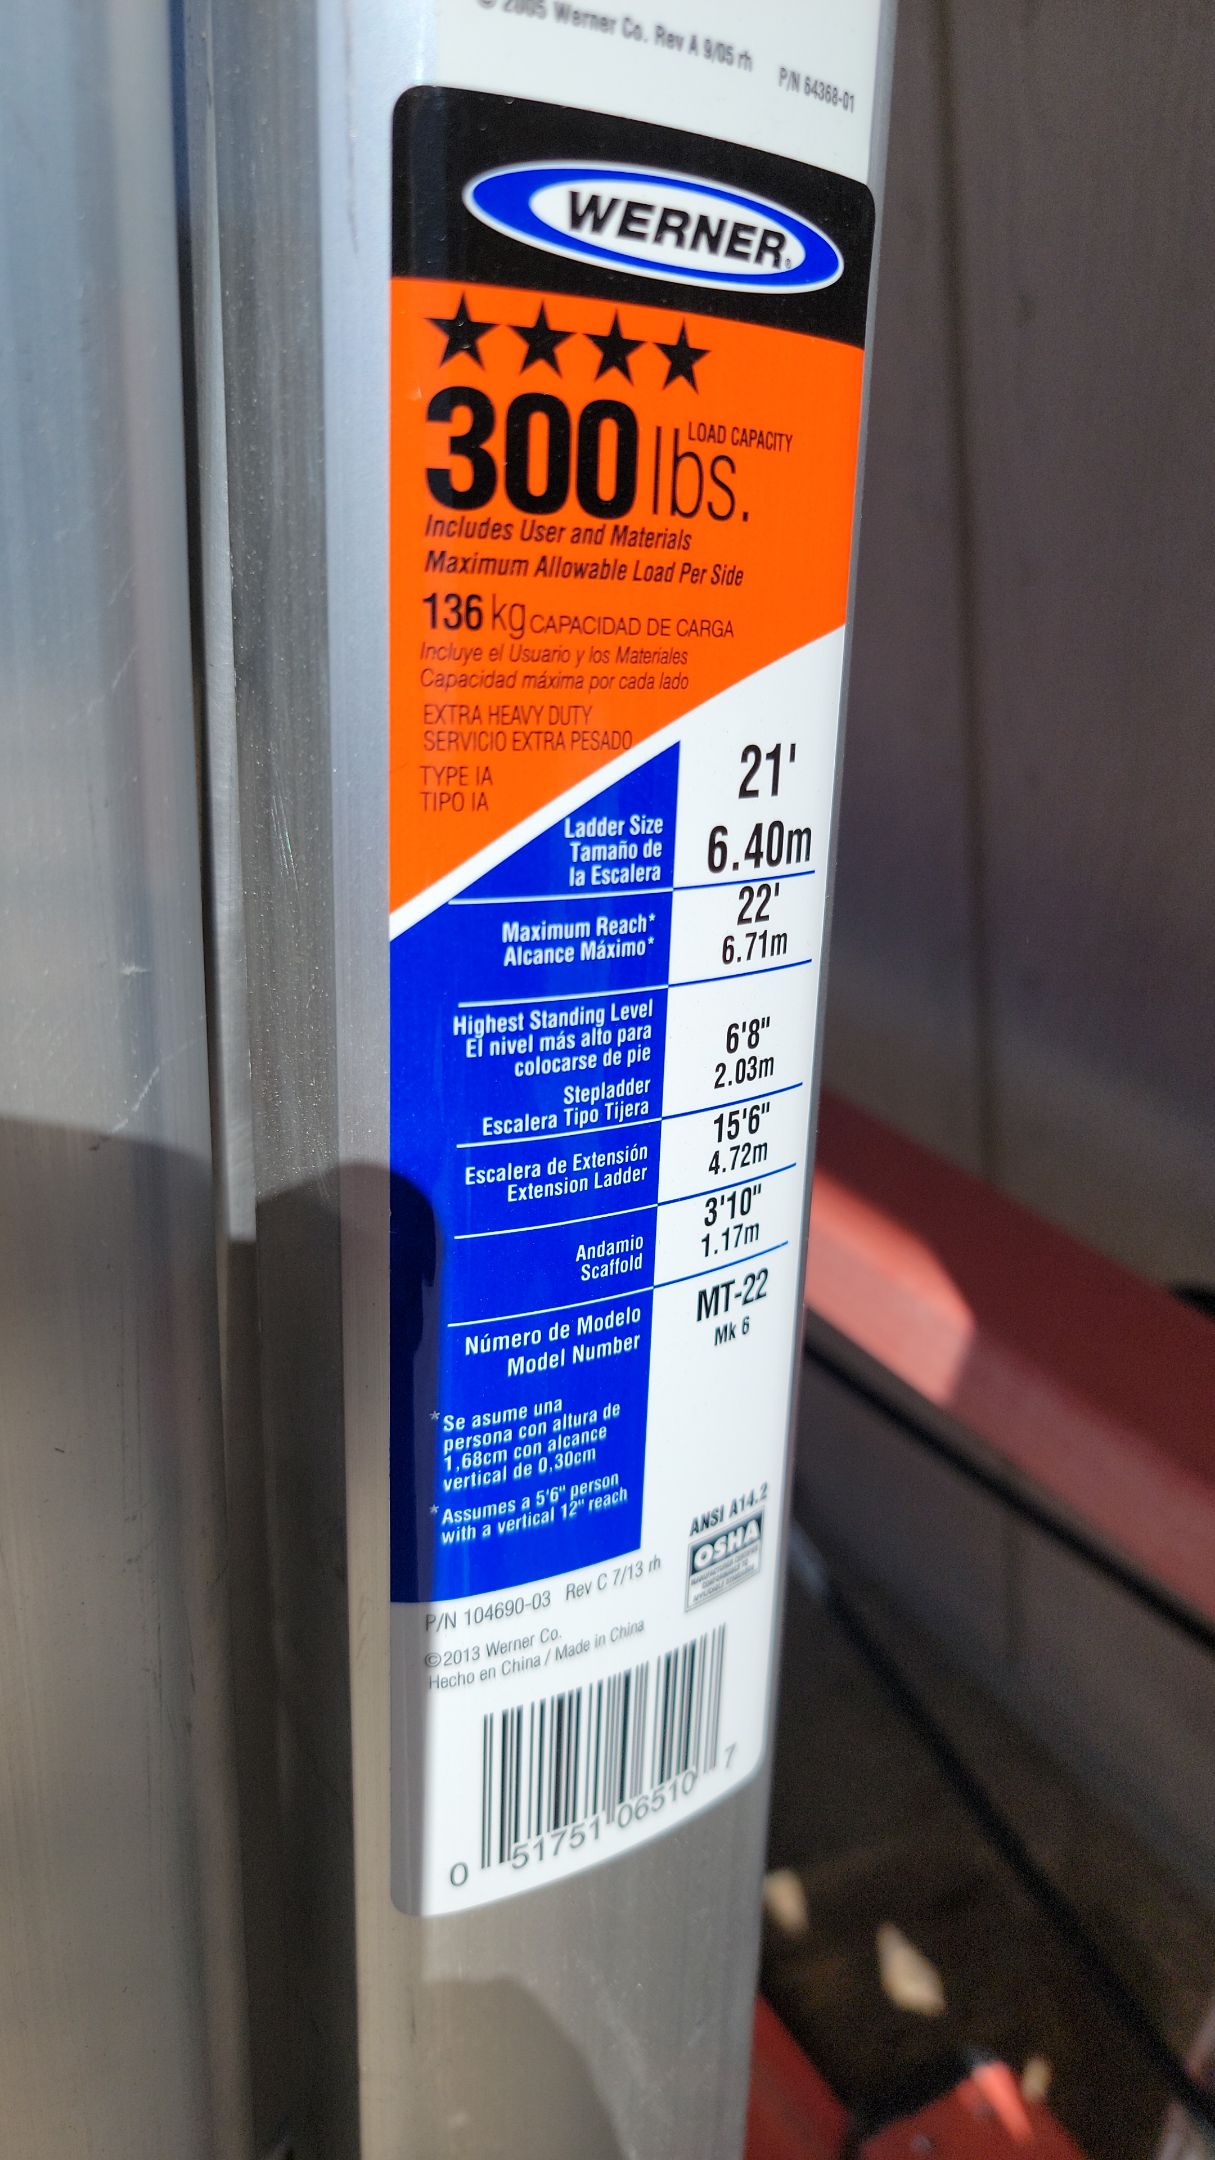 © 2005 Werner Co. Rev A 9/05 rh P/N 64368-01
WERNER®
300 lbs. LOAD CAPACITY
Includes User and Materials
Maximum Allowable Load Per Side
136 kg CAPACIDAD DE CARGA
Incluye el Usuario y los Materiales
Capacidad máxima por cada lado
EXTRA HEAVY DUTY
SERVICIO EXTRA PESADO
TYPE IA
TIPO IA
Ladder Size
Tamaño de
la Escalera
21'
6.40m
Maximum Reach*
Alcance Máximo*
22'
6.71m
Highest Standing Level
El nivel más alto para
colocarse de pie
Stepladder
Escalera Tipo Tijera
6'8"
2.03m
Escalera de Extensión
Extension Ladder
15'6"
4.72m
Andamio
Scaffold
3'10"
1.17m
Número de Modelo
Model Number
MT-22
Mk 6
*Se asume una
persona con altura de
1,68cm con alcance
vertical de 0,30cm
*Assumes a 5'6" person
with a vertical 12" reach
ANSI A14.2
OSHA
P/N 104690-03 Rev C 7/13 rh
©2013 Werner Co.
Hecho en China / Made in China
0 51751 06510 7